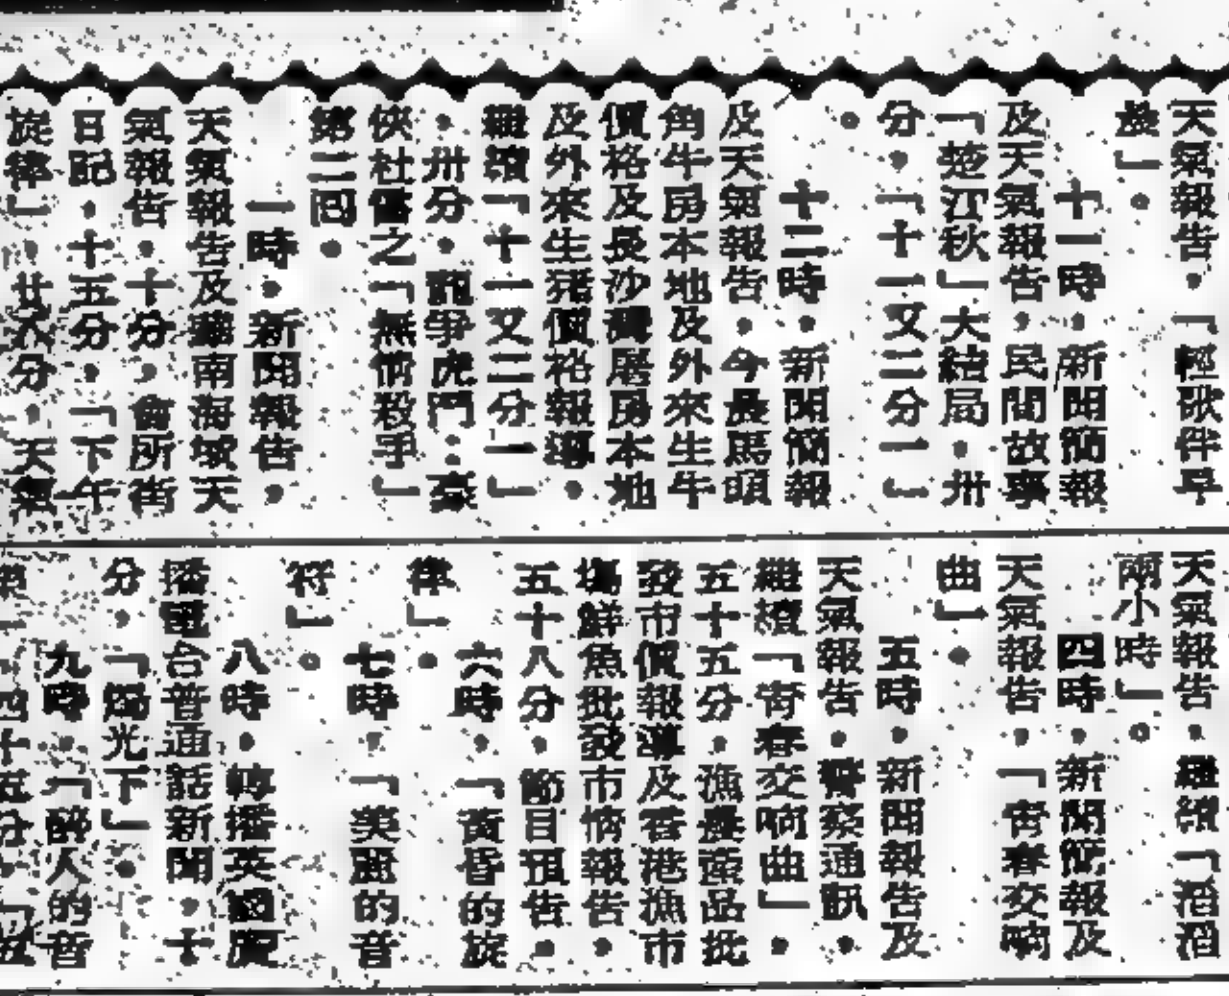 天氣報告，「輕歌伴早
晨」。
十一時，新聞簡報
及天氣報告，民間故事
「楚江秋」大結局，卅
分，「十一又二分一」
。
十二時，新聞簡報
及天氣報告，今晨馬頭
角牛房本地及外來生牛
價格及長沙灣屠房本地
及外來生豬價格報導，
繼續「十一又二分一」
，卅分，龍爭虎鬥：豪
俠杜雷之「無情殺手」
第二回。
一時，新聞報告，
天氣報告及華南海域天
氣報告，十分，會所街
日記，十五分，「下午
旋律」，廿八分，天氣
天氣報告，繼續「滔滔
兩小時」。
四時，新聞簡報及
天氣報告，「青春交響
曲」。
五時，新聞報告及
天氣報告，警察通訊，
繼續「青春交響曲」，
五十五分，漁農產品批
發市價報導及香港漁市
場鮮魚批發市情報告，
五十八分，節目預告。
六時，「黃昏的旋
律」。
七時，「美麗的音
符」。
八時，轉播英國廣
播電台普通話新聞，十
分，「燭光下」。
九時，「醉人的音
四十五分，「